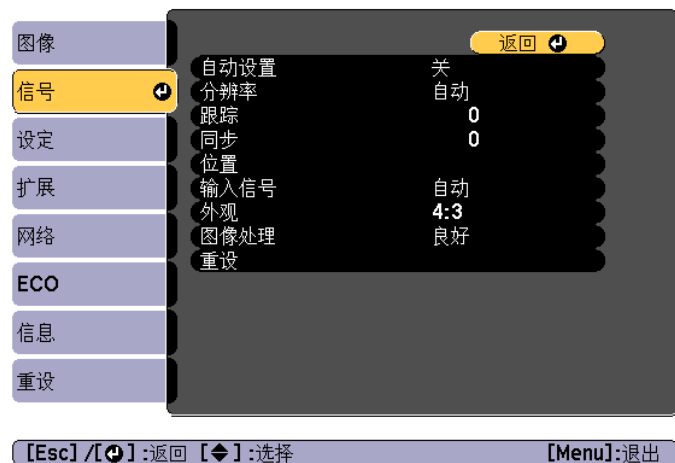 图像
信号
设定
扩展
网络
ECO
信息
重设
返回
自动设置 关
分辨率 自动
跟踪 0
同步 0
位置
输入信号 自动
外观 4:3
图像处理 良好
重设
[Esc] /[ ] :返回 [ ] :选择 [Menu]:退出